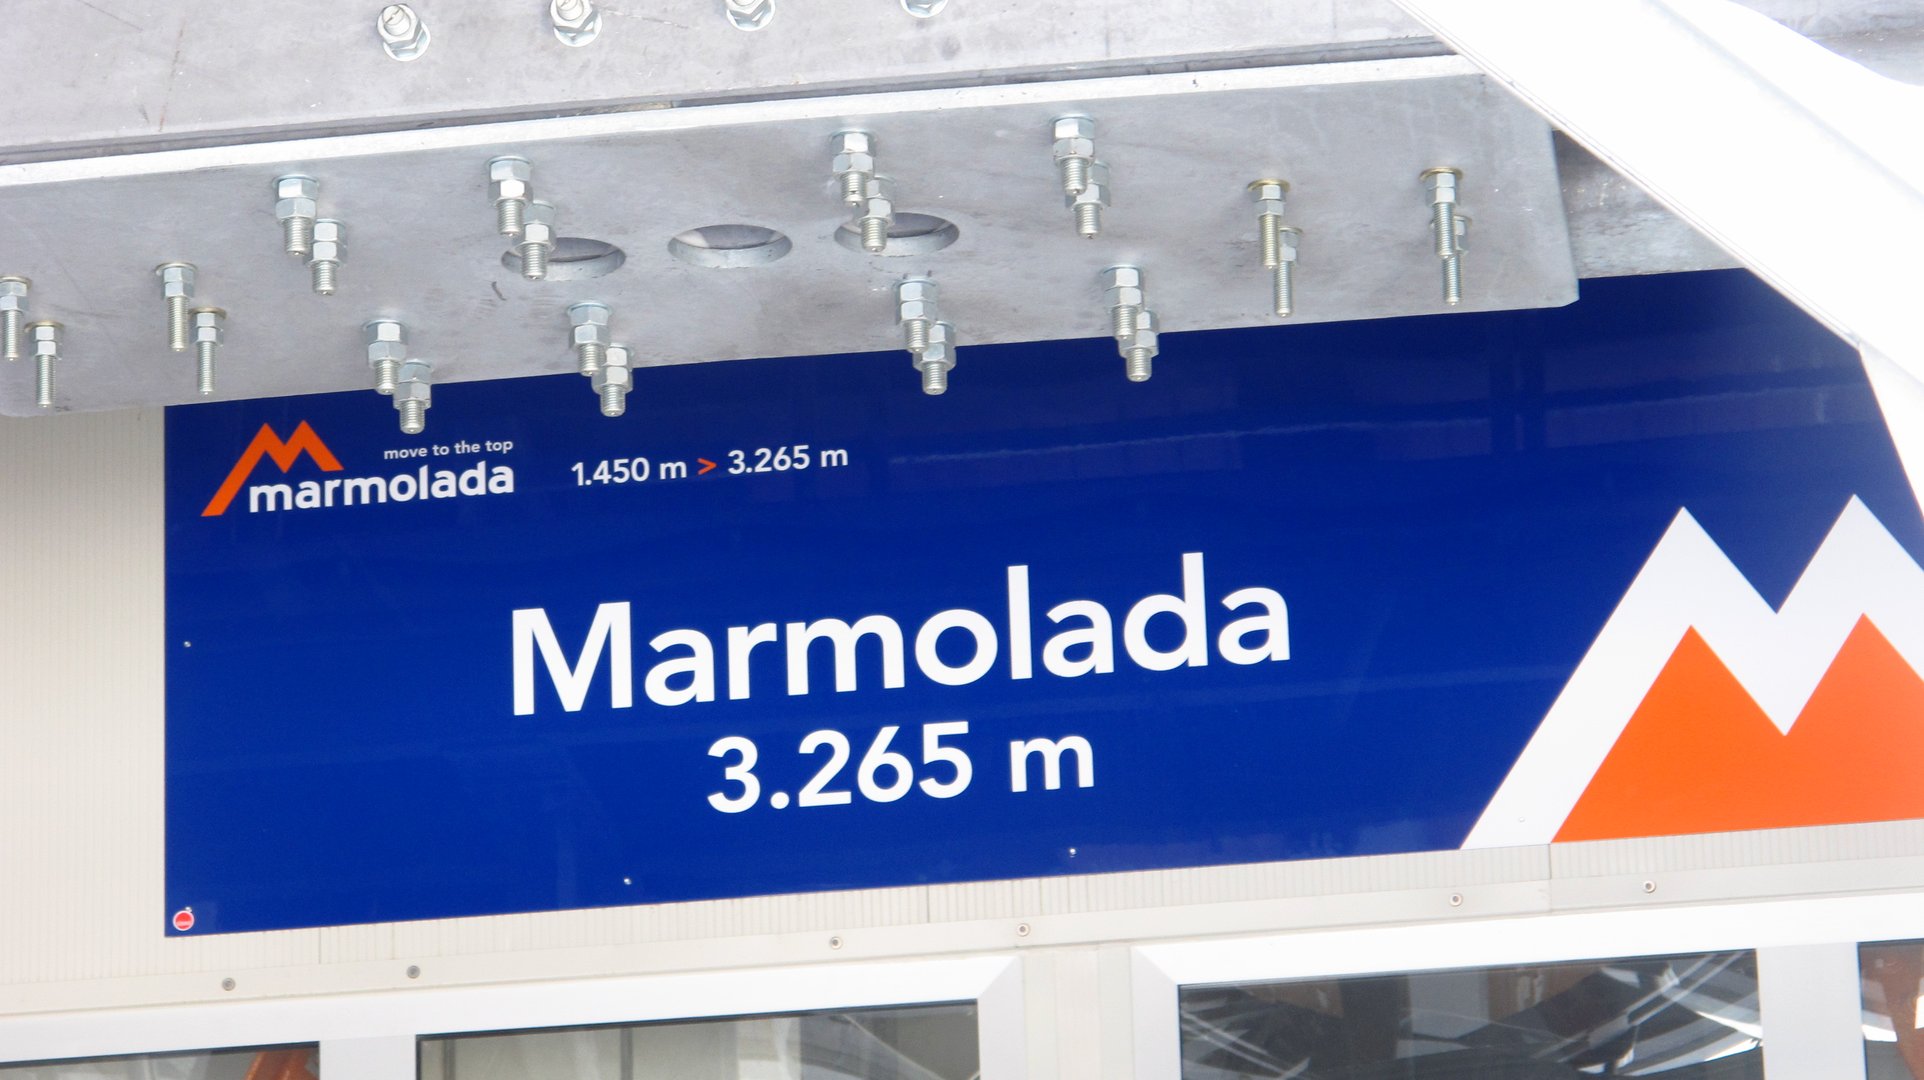 move to the top
marmolada
1.450 m > 3.265 m
Marmolada
3.265 m